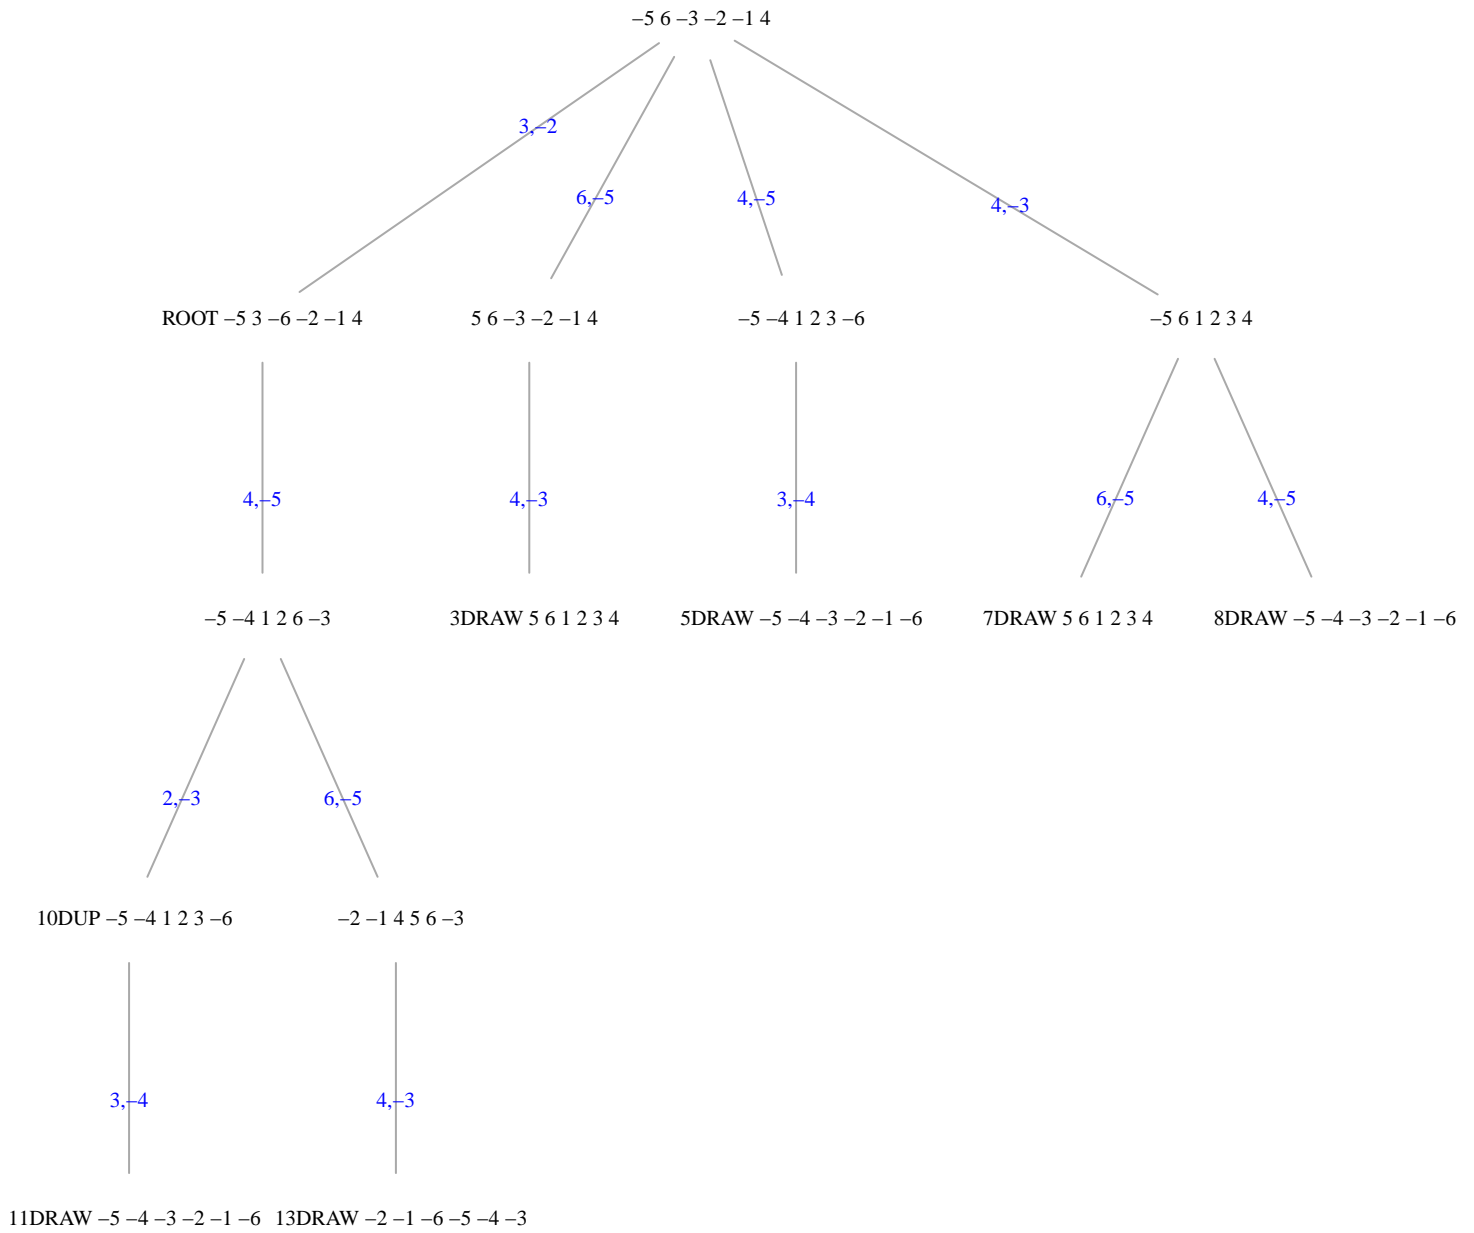 –5 6 –3 –2 –1 4
3,–2
6,–5
4,–5
4,–3
ROOT –5 3 –6 –2 –1 4
5 6 –3 –2 –1 4
–5 –4 1 2 3 –6
–5 6 1 2 3 4
4,–5
4,–3
3,–4
6,–5
4,–5
–5 –4 1 2 6 –3
3DRAW 5 6 1 2 3 4
5DRAW –5 –4 –3 –2 –1 –6
7DRAW 5 6 1 2 3 4
8DRAW –5 –4 –3 –2 –1 –6
2,–3
6,–5
10DUP –5 –4 1 2 3 –6
–2 –1 4 5 6 –3
3,–4
4,–3
11DRAW –5 –4 –3 –2 –1 –6
13DRAW –2 –1 –6 –5 –4 –3